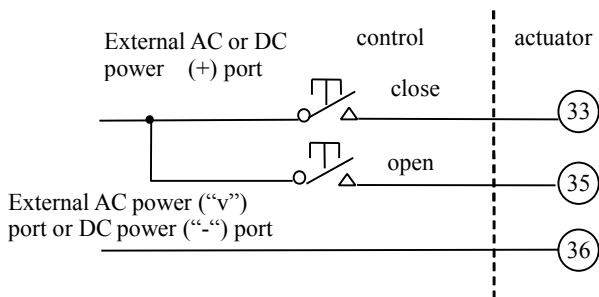 External AC or DC
power (+) port
control
actuator
close
33
open
35
External AC power (“v”)
port or DC power (“-“) port
36